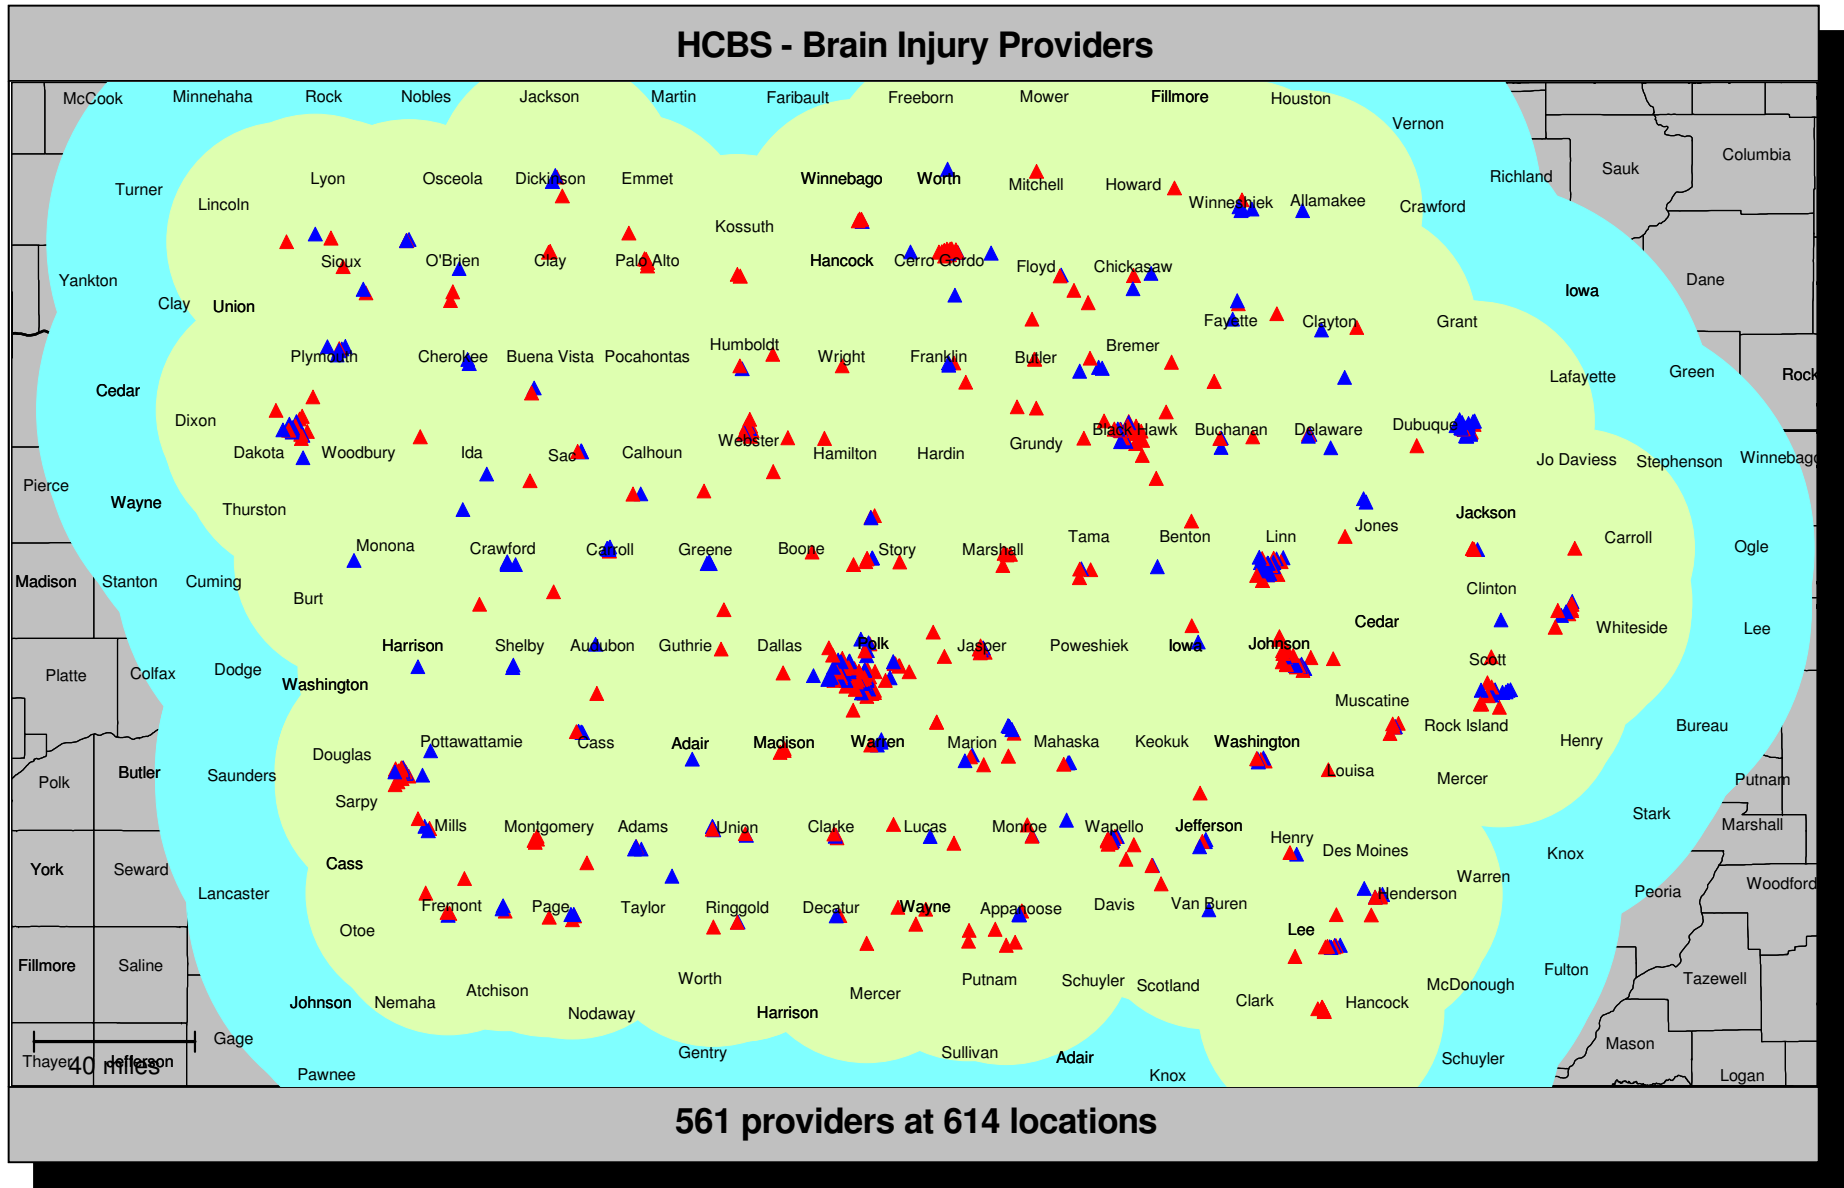 HCBS - Brain Injury Providers
McCook Minnehaha Rock Nobles Jackson Martin Faribault Freeborn Mower Fillmore Houston
Vernon
Columbia
Sauk
Richland
Turner Lyon Osceola Dickinson Emmet Winnebago Worth Mitchell Howard
Lincoln Winneshiek Allamakee Crawford
Kossuth
Yankton Sioux O'Brien Clay Palo Alto Hancock Cerro Gordo Floyd Chickasaw Dane
Clay Union Iowa
Fayette Clayton Grant
Plymouth Cherokee Buena Vista Pocahontas Humboldt Wright Franklin Butler Bremer
Cedar Lafayette Green Rock
Dixon Black Hawk Buchanan Delaware Dubuque
Dakota Woodbury Ida Sac Calhoun Webster Hamilton Hardin Grundy Jo Daviess Stephenson Winnebago
Pierce Wayne Thurston Jackson
Jones
Monona Crawford Carroll Greene Boone Story Marshall Tama Benton Linn Carroll Ogle
Madison Stanton Cuming Clinton
Burt
Cedar Whiteside Lee
Harrison Shelby Audubon Guthrie Dallas Polk Jasper Poweshiek Iowa Johnson Scott
Platte Colfax Dodge Washington
Muscatine
Rock Island Bureau
Douglas Pottawattamie Cass Adair Madison Warren Marion Mahaska Keokuk Washington Henry
Polk Butler Saunders Louisa Mercer Putnam
Sarpy Stark
Mills Montgomery Adams Union Clarke Lucas Monroe Wapello Jefferson Henry Marshall
Des Moines Knox
York Seward Cass Warren
Lancaster Henderson Peoria Woodford
Fremont Page Taylor Ringgold Decatur Wayne Appanoose Davis Van Buren
Otoe Lee
Fillmore Saline Worth Putnam Schuyler Scotland Fulton Tazewell
Johnson Nemaha Atchison Nodaway Harrison Mercer Clark Hancock McDonough
Gage Gentry Sullivan Adair Schuyler Mason
Thayer Jefferson
40 miles
Pawnee Knox Logan
561 providers at 614 locations